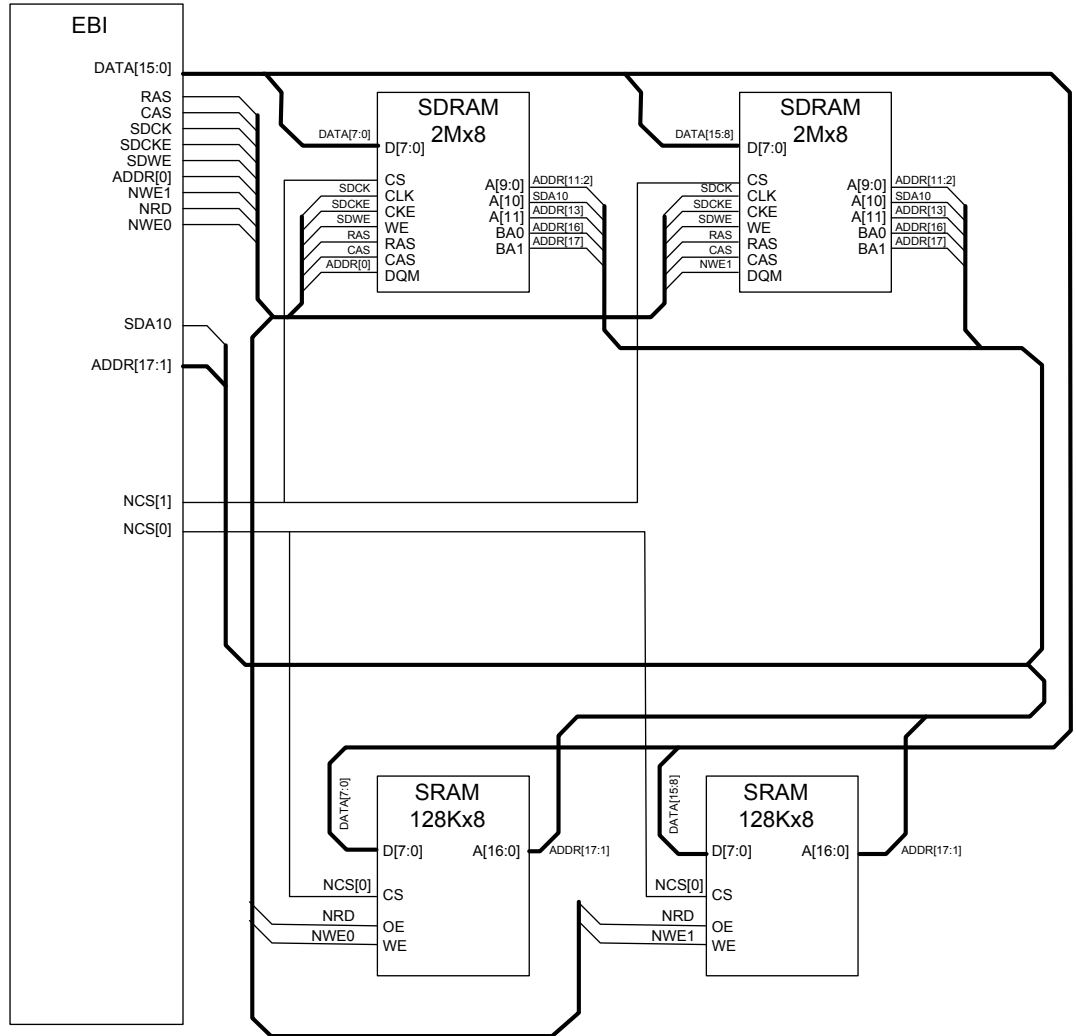 EBI
DATA[15:0]
RAS
CAS
SDCK
SDCKE
SDWE
ADDR[0]
NWE1
NRD
NWE0
SDA10
ADDR[17:1]
NCS[1]
NCS[0]
SDRAM
2Mx8
DATA[7:0]
D[7:0]
CS
SDCK
CLK
SDCKE
CKE
SDWE
WE
RAS
RAS
CAS
CAS
ADDR[0]
DQM
A[9:0]
ADDR[11:2]
A[10]
SDA10
A[11]
ADDR[13]
BA0
ADDR[16]
BA1
ADDR[17]
SDRAM
2Mx8
DATA[15:8]
D[7:0]
CS
SDCK
CLK
SDCKE
CKE
SDWE
WE
RAS
RAS
CAS
CAS
NWE1
DQM
A[9:0]
ADDR[11:2]
A[10]
SDA10
A[11]
ADDR[13]
BA0
ADDR[16]
BA1
ADDR[17]
SRAM
128Kx8
DATA[7:0]
D[7:0]
A[16:0]
ADDR[17:1]
NCS[0]
CS
NRD
OE
NWE0
WE
SRAM
128Kx8
DATA[15:8]
D[7:0]
A[16:0]
ADDR[17:1]
NCS[0]
CS
NRD
OE
NWE1
WE